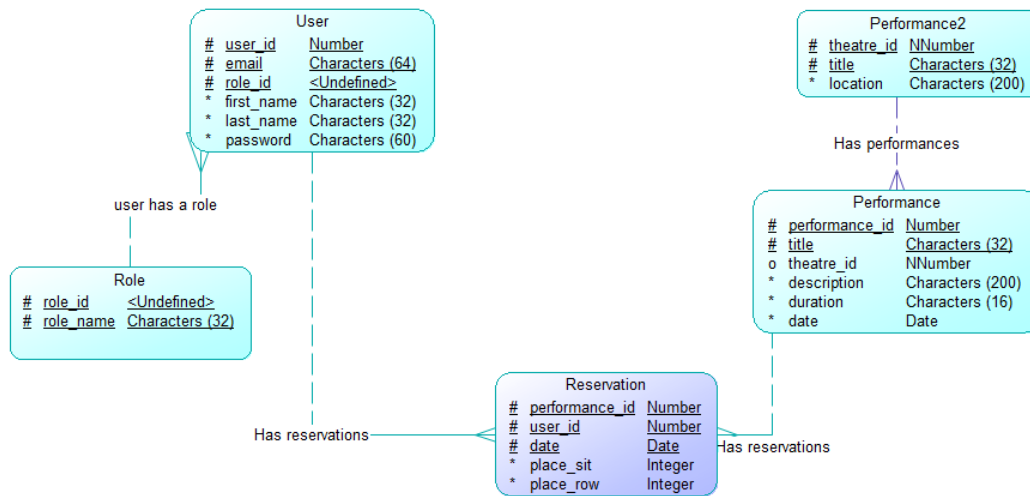 User
# user_id Number
# email Characters (64)
# role_id <Undefined>
* first_name Characters (32)
* last_name Characters (32)
* password Characters (60)
Performance2
# theatre_id NNumber
# title Characters (32)
* location Characters (200)
Has performances
user has a role
Performance
# performance_id Number
# title Characters (32)
o theatre_id NNumber
* description Characters (200)
* duration Characters (16)
* date Date
Role
# role_id <Undefined>
# role_name Characters (32)
Reservation
# performance_id Number
# user_id Number
# date Date
* place_sit Integer
* place_row Integer
Has reservations
Has reservations